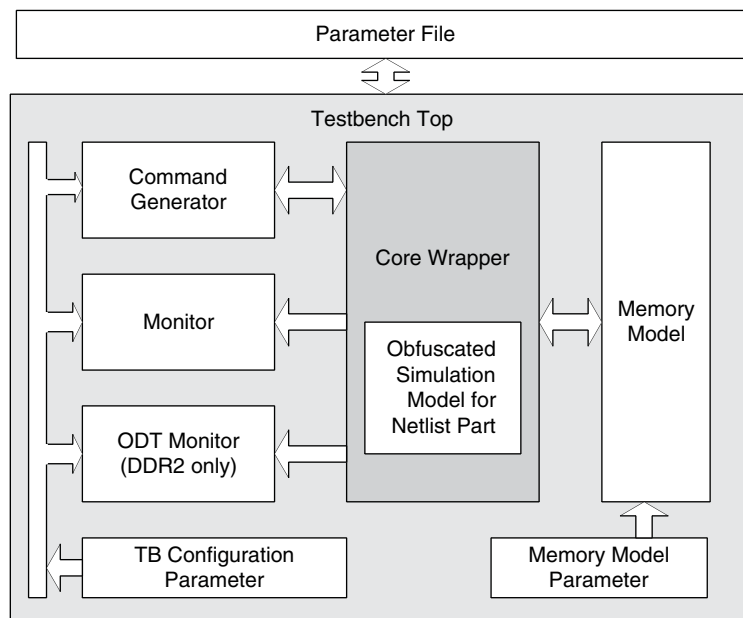 Parameter File
Testbench Top
Command
Generator
Core Wrapper
Memory
Model
Monitor
Obfuscated
Simulation
Model for
Netlist Part
ODT Monitor
(DDR2 only)
TB Configuration
Parameter
Memory Model
Parameter